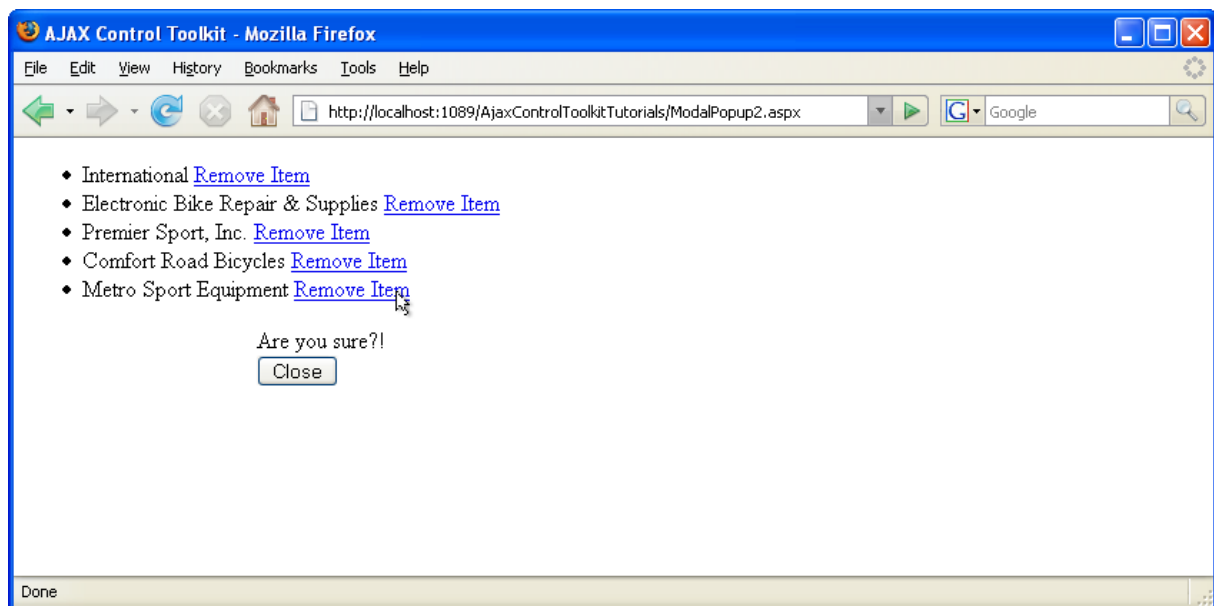 AJAX Control Toolkit - Mozilla Firefox
File Edit View History Bookmarks Tools Help
http://localhost:1089/AjaxControlToolkitTutorials/ModalPopup2.aspx G Google
• International Remove Item
• Electronic Bike Repair & Supplies Remove Item
• Premier Sport, Inc. Remove Item
• Comfort Road Bicycles Remove Item
• Metro Sport Equipment Remove Item
Are you sure?!
Close
Done